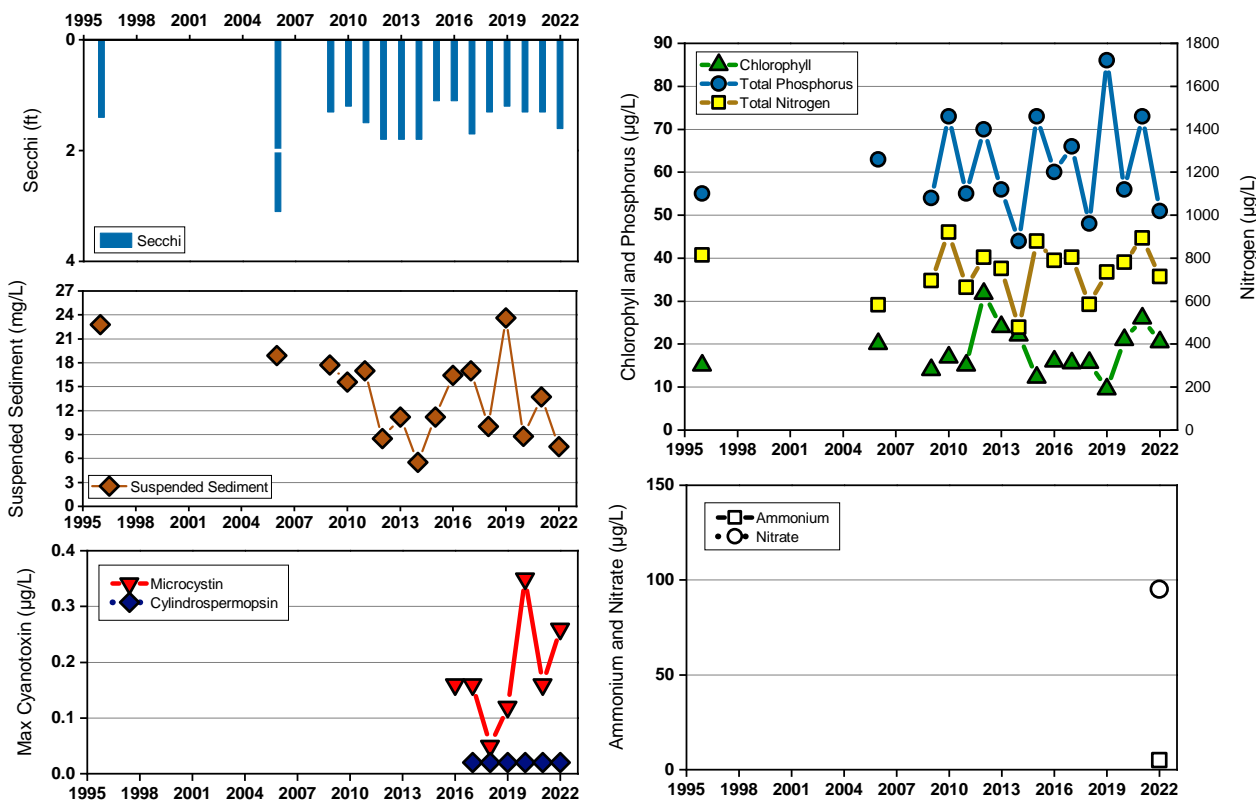 1995 1998 2001 2004 2007 2010 2013 2016 2019 2022
0
2
4
Secchi (ft)
Secchi
27
24
21
18
15
12
9
6
3
0
Suspended Sediment (mg/L)
Suspended Sediment
1995 1998 2001 2004 2007 2010 2013 2016 2019 2022
0.4
0.3
0.2
0.1
0.0
Max Cyanotoxin (µg/L)
Microcystin
Cylindrospermopsin
1995 1998 2001 2004 2007 2010 2013 2016 2019 2022
90
80
70
60
50
40
30
20
10
0
Chlorophyll and Phosphorus (µg/L)
Chlorophyll
Total Phosphorus
Total Nitrogen
1800
1600
1400
1200
1000
800
600
400
200
0
Nitrogen (µg/L)
1995 1998 2001 2004 2007 2010 2013 2016 2019 2022
150
100
50
0
Ammonium and Nitrate (µg/L)
Ammonium
Nitrate
1995 1998 2001 2004 2007 2010 2013 2016 2019 2022